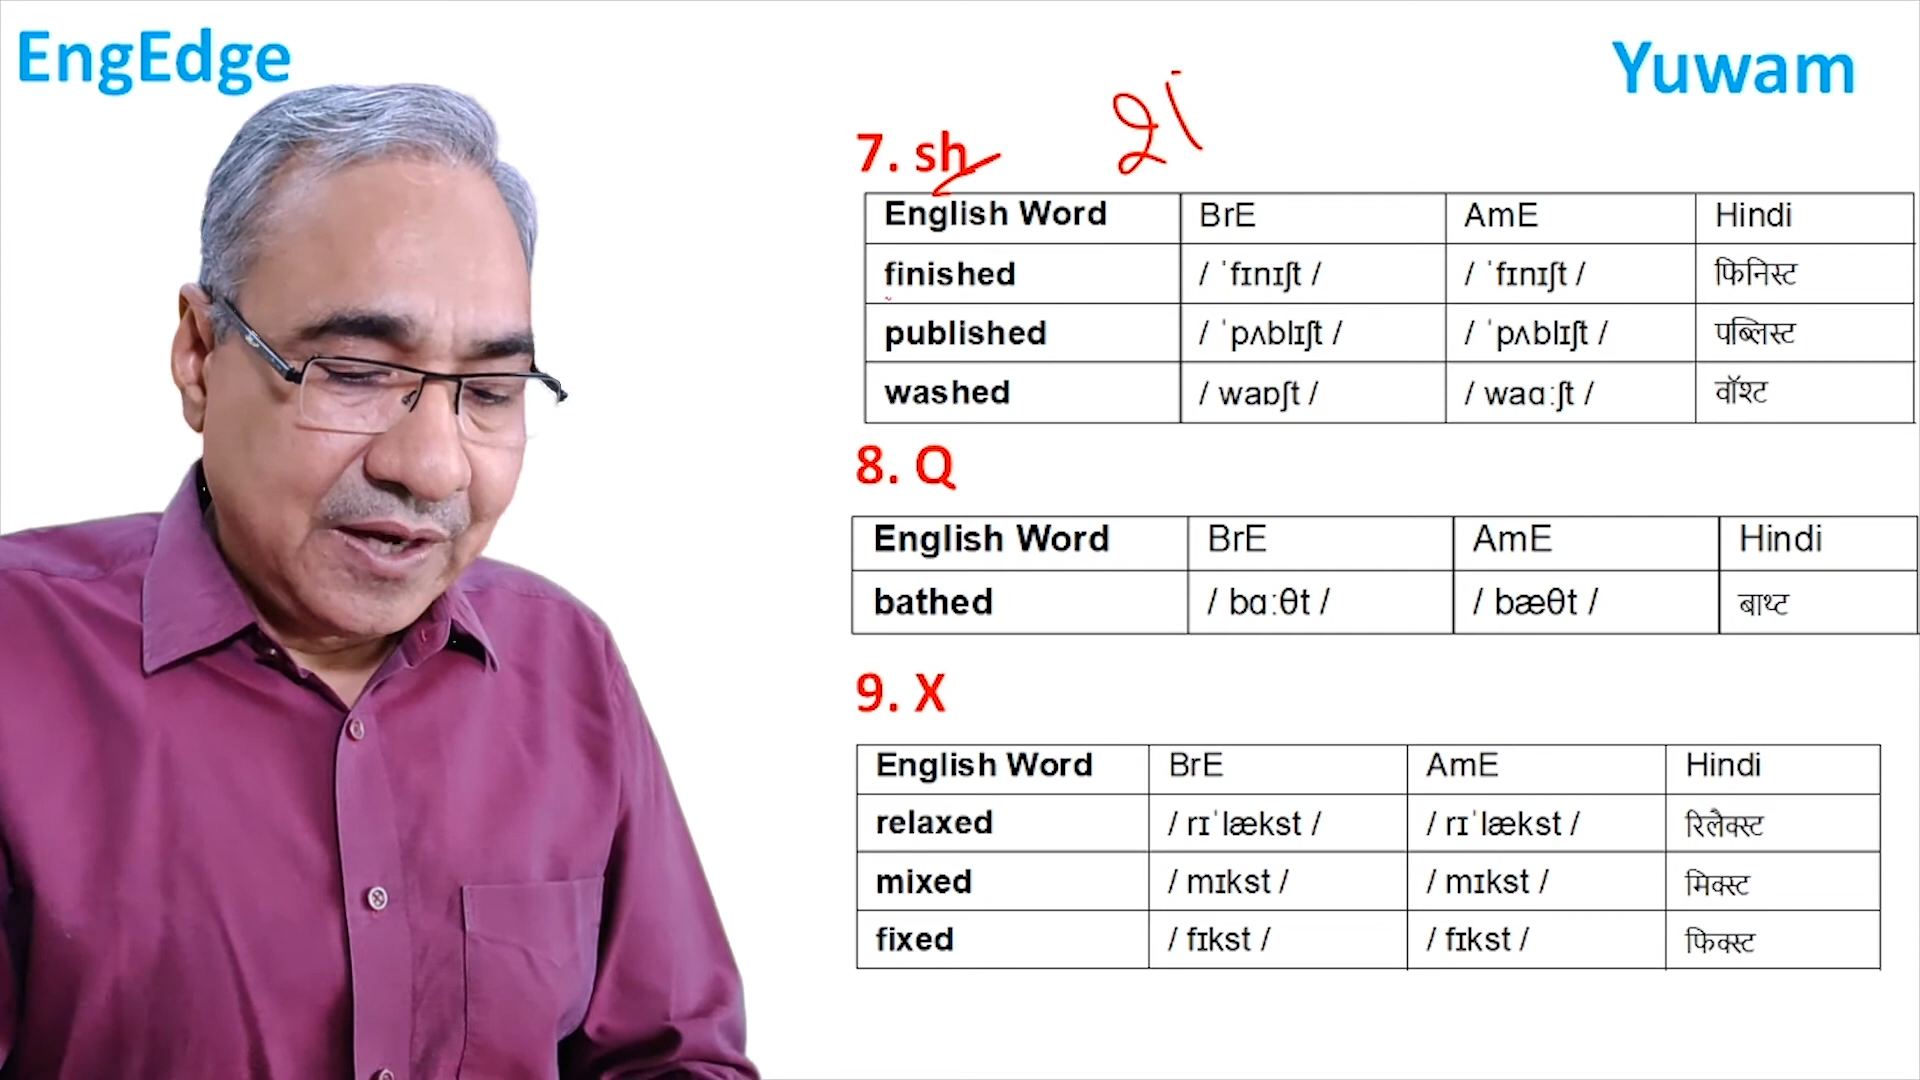 EngEdge
Yuwam
श
7. sh
English Word BrE AmE Hindi
finished / ˈfɪnɪʃt / / ˈfɪnɪʃt / फिनिस्ट
published / ˈpʌblɪʃt / / ˈpʌblɪʃt / पब्लिस्ट
washed / waɒʃt / / waɑːʃt / वॉश्ट
8. Q
English Word BrE AmE Hindi
bathed / bɑːθt / / bæθt / बाथ्ट
9. X
English Word BrE AmE Hindi
relaxed / rɪˈlækst / / rɪˈlækst / रिलैक्स्ट
mixed / mɪkst / / mɪkst / मिक्स्ट
fixed / fɪkst / / fɪkst / फिक्स्ट